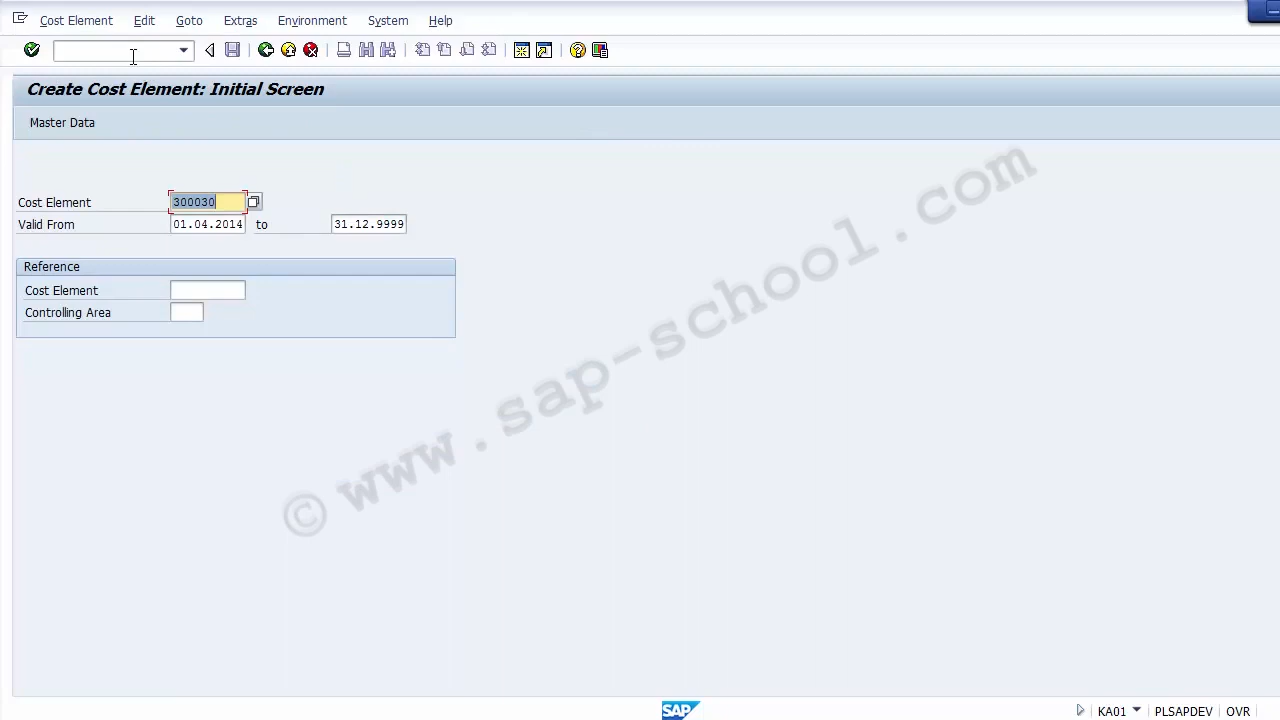 Cost Element Edit Goto Extras Environment System Help
Create Cost Element: Initial Screen
Master Data
Cost Element 300030
Valid From 01.04.2014 to 31.12.9999
Reference
Cost Element
Controlling Area
© www.sap-school.com
SAP KA01 PLSAPDEV OVR